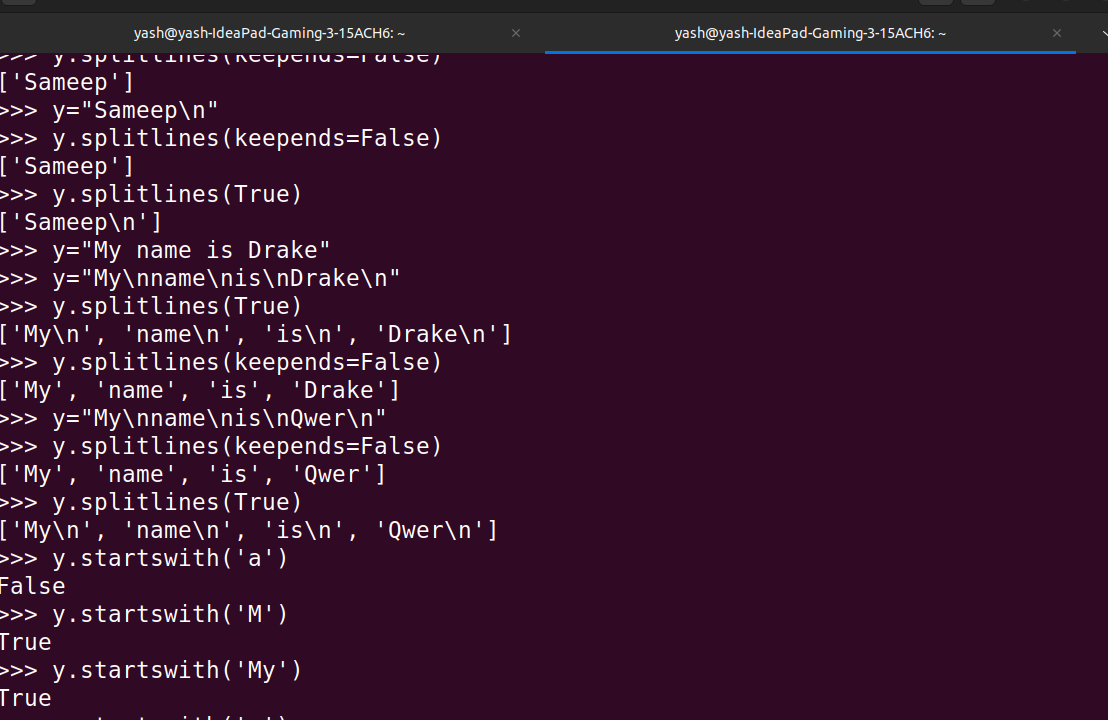 yash@yash-IdeaPad-Gaming-3-15ACH6: ~ × yash@yash-IdeaPad-Gaming-3-15ACH6: ~ ×
>>> y.splitlines(keepends=False)
['Sameep']
>>> y="Sameep\n"
>>> y.splitlines(keepends=False)
['Sameep']
>>> y.splitlines(True)
['Sameep\n']
>>> y="My name is Drake"
>>> y="My\nname\nis\nDrake\n"
>>> y.splitlines(True)
['My\n', 'name\n', 'is\n', 'Drake\n']
>>> y.splitlines(keepends=False)
['My', 'name', 'is', 'Drake']
>>> y="My\nname\nis\nQwer\n"
>>> y.splitlines(keepends=False)
['My', 'name', 'is', 'Qwer']
>>> y.splitlines(True)
['My\n', 'name\n', 'is\n', 'Qwer\n']
>>> y.startswith('a')
False
>>> y.startswith('M')
True
>>> y.startswith('My')
True